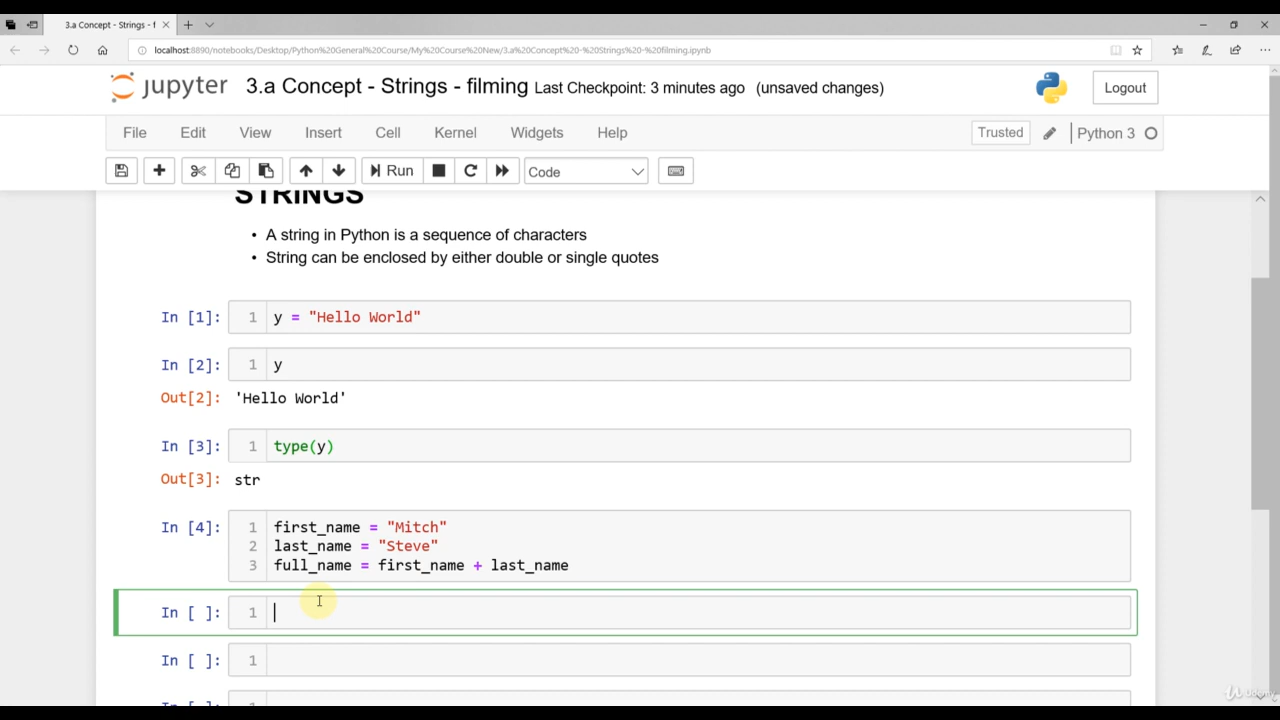 3.a Concept - Strings - f
localhost:8890/notebooks/Desktop/Python%20General%20Course/My%20Course%20New/3.a%20Concept%20-%20Strings%20-%20filming.ipynb
jupyter 3.a Concept - Strings - filming Last Checkpoint: 3 minutes ago (unsaved changes) Logout
File Edit View Insert Cell Kernel Widgets Help Trusted Python 3
Run Code
STRINGS
• A string in Python is a sequence of characters
• String can be enclosed by either double or single quotes
In [1]: 1 y = "Hello World"
In [2]: 1 y
Out[2]: 'Hello World'
In [3]: 1 type(y)
Out[3]: str
In [4]: 1 first_name = "Mitch"
2 last_name = "Steve"
3 full_name = first_name + last_name
In [ ]: 1
In [ ]: 1
In [ ]: 1
Udemy